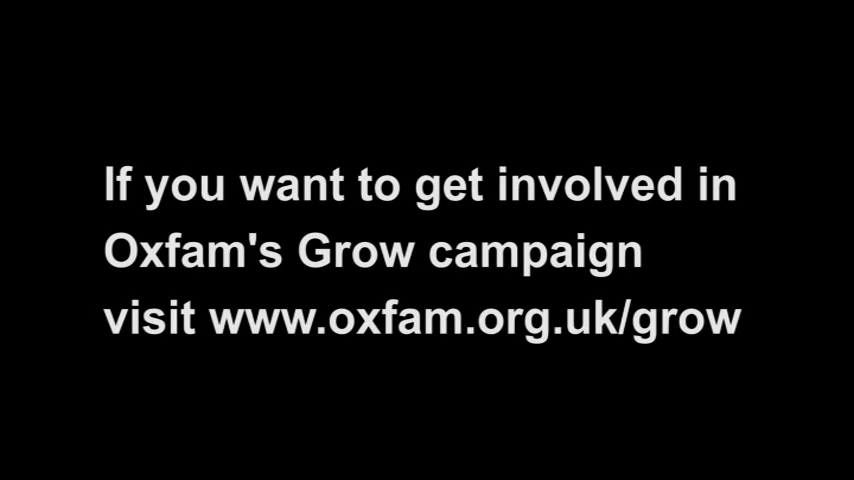 If you want to get involved in
Oxfam's Grow campaign
visit www.oxfam.org.uk/grow